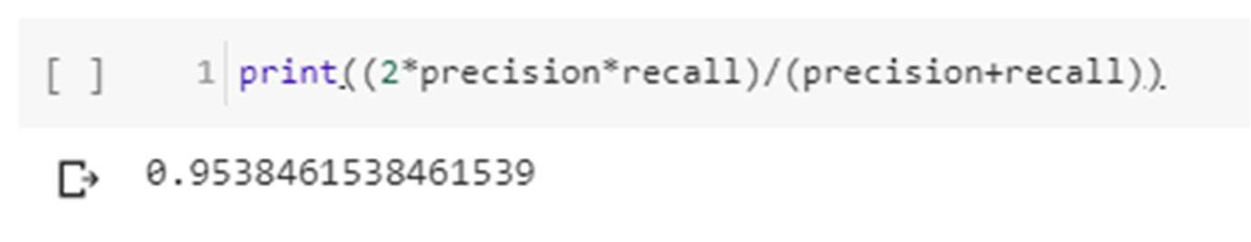 [ ] 1 print((2*precision*recall)/(precision+recall))
0.9538461538461539